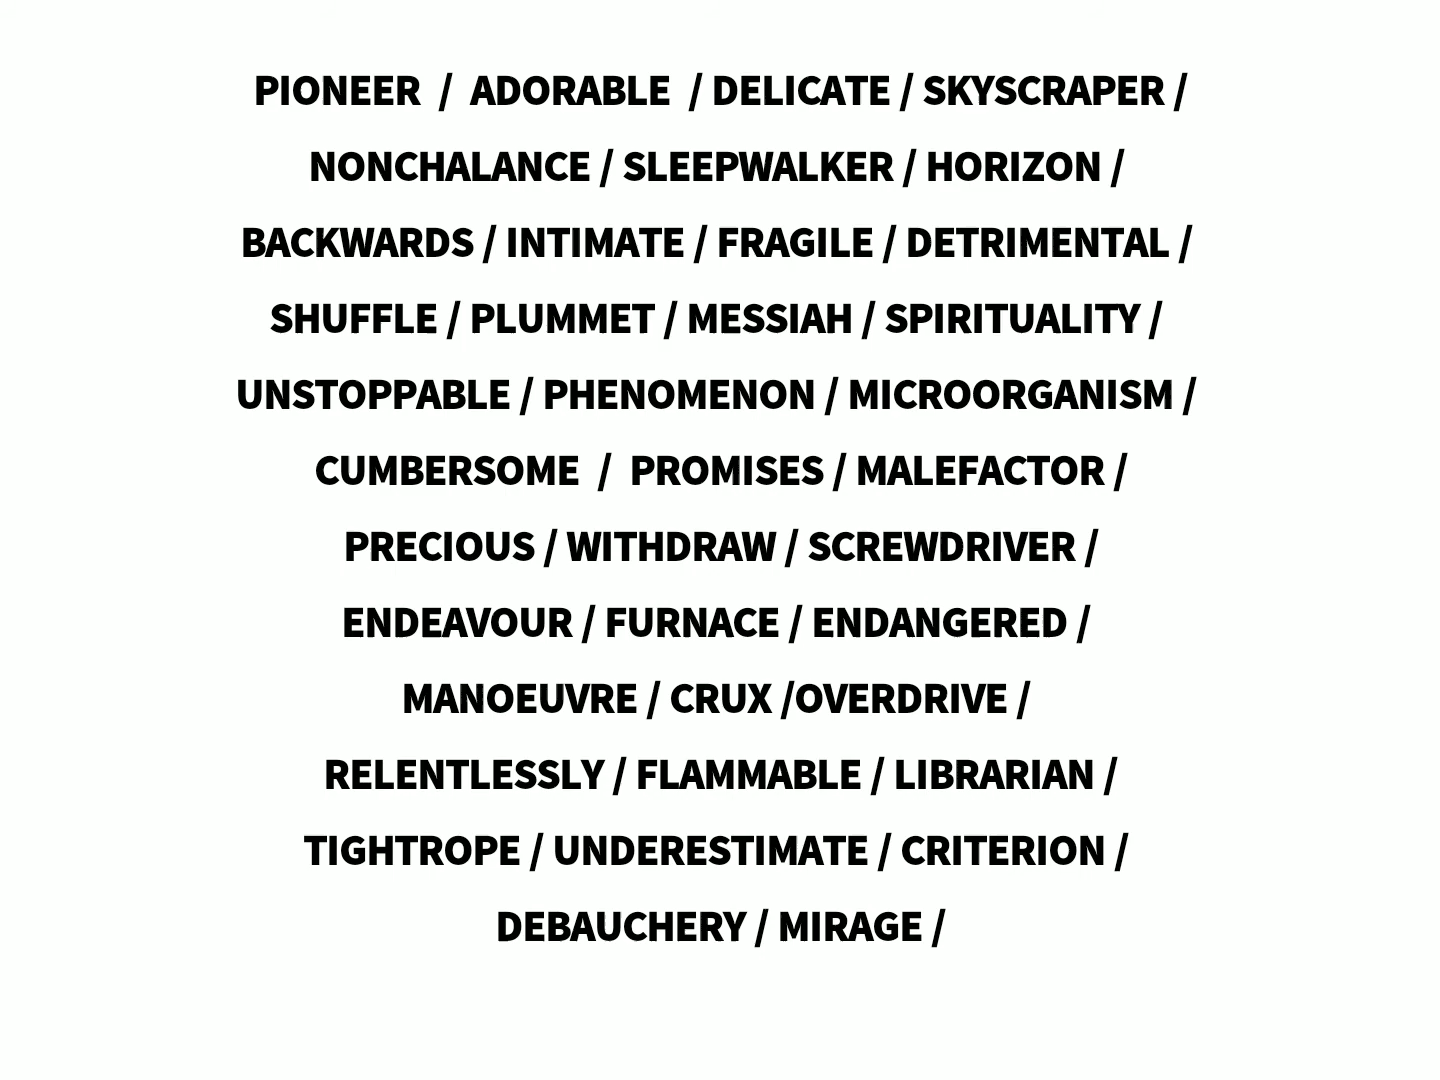 PIONEER  /  ADORABLE  / DELICATE / SKYSCRAPER /
NONCHALANCE / SLEEPWALKER / HORIZON /
BACKWARDS / INTIMATE / FRAGILE / DETRIMENTAL /
SHUFFLE / PLUMMET / MESSIAH / SPIRITUALITY /
UNSTOPPABLE / PHENOMENON / MICROORGANISM /
CUMBERSOME  /  PROMISES / MALEFACTOR /
PRECIOUS / WITHDRAW / SCREWDRIVER /
ENDEAVOUR / FURNACE / ENDANGERED /
MANOEUVRE / CRUX /OVERDRIVE /
RELENTLESSLY / FLAMMABLE / LIBRARIAN /
TIGHTROPE / UNDERESTIMATE / CRITERION /
DEBAUCHERY / MIRAGE /